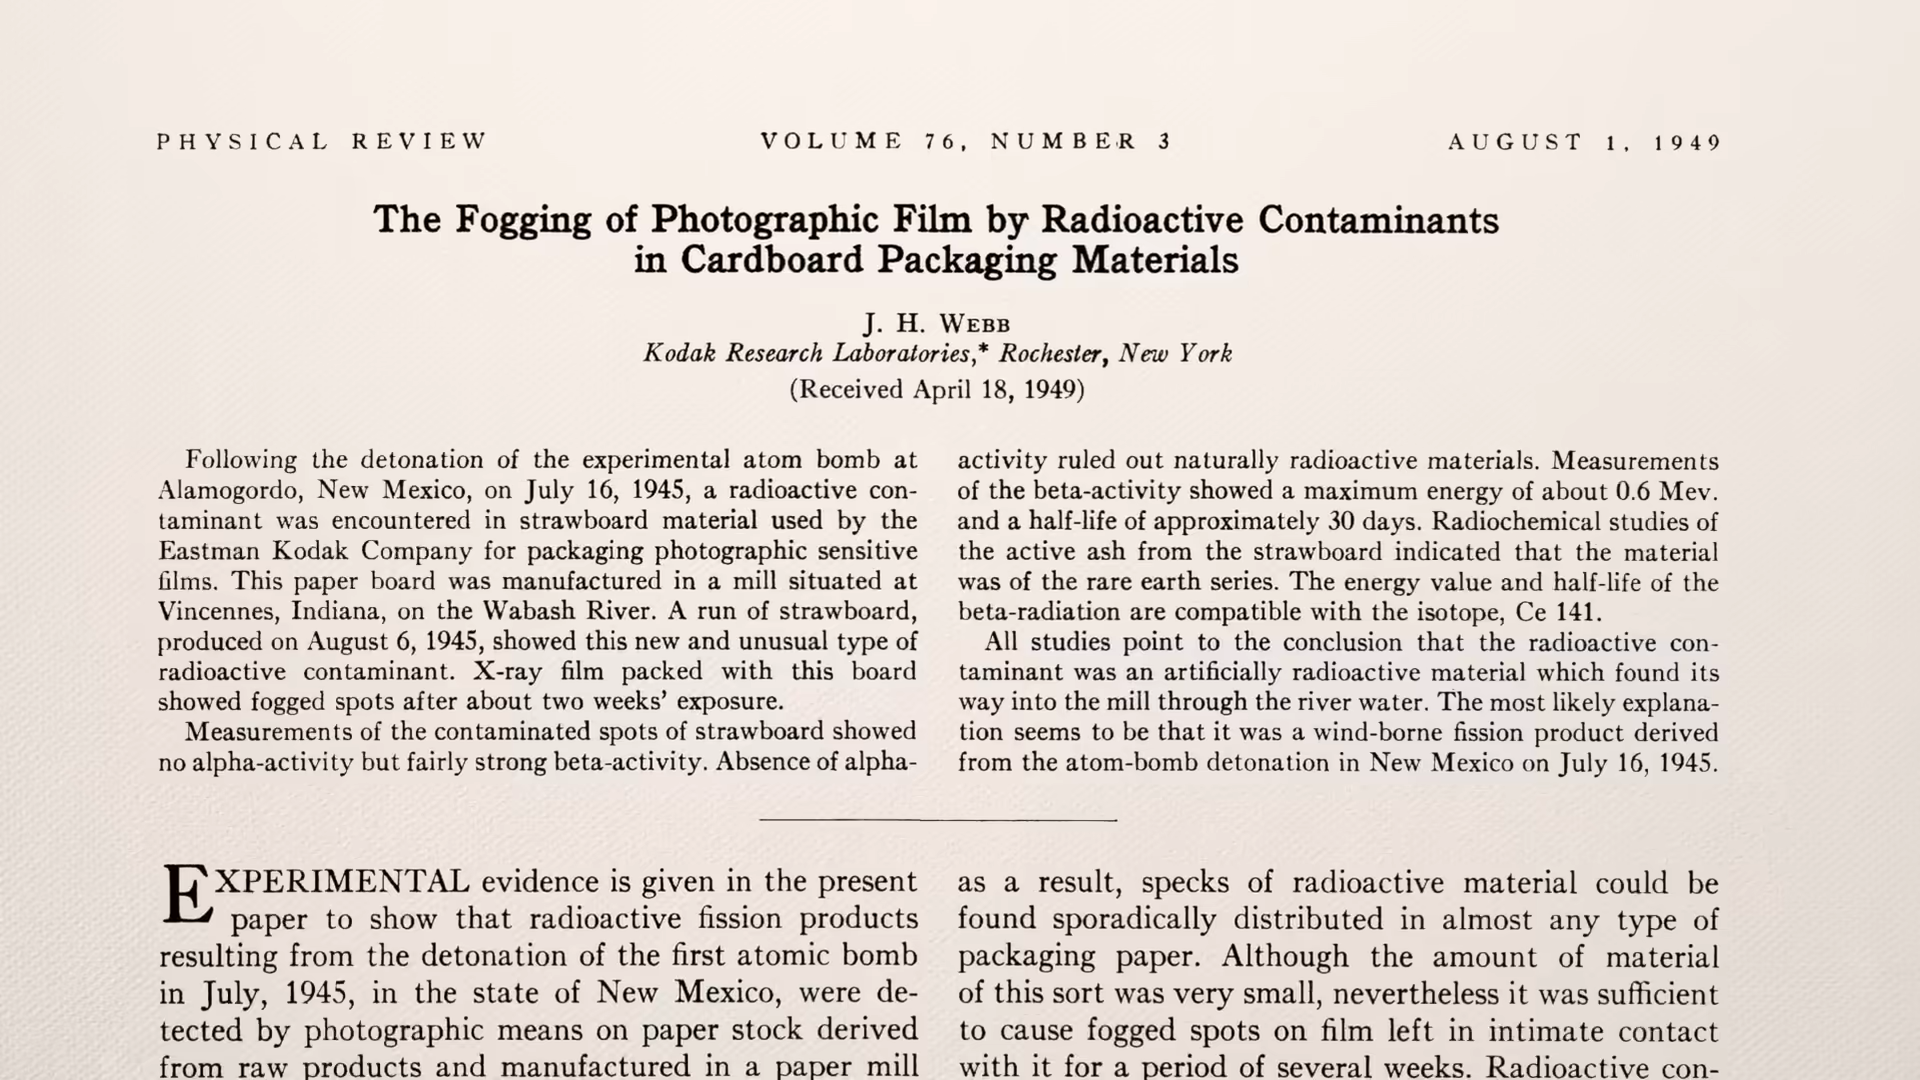 PHYSICAL REVIEW VOLUME 76, NUMBER 3 AUGUST 1, 1949
The Fogging of Photographic Film by Radioactive Contaminants
in Cardboard Packaging Materials
J. H. WEBB
Kodak Research Laboratories,* Rochester, New York
(Received April 18, 1949)
Following the detonation of the experimental atom bomb at
Alamogordo, New Mexico, on July 16, 1945, a radioactive con-
taminant was encountered in strawboard material used by the
Eastman Kodak Company for packaging photographic sensitive
films. This paper board was manufactured in a mill situated at
Vincennes, Indiana, on the Wabash River. A run of strawboard,
produced on August 6, 1945, showed this new and unusual type of
radioactive contaminant. X-ray film packed with this board
showed fogged spots after about two weeks' exposure.
Measurements of the contaminated spots of strawboard showed
no alpha-activity but fairly strong beta-activity. Absence of alpha-
activity ruled out naturally radioactive materials. Measurements
of the beta-activity showed a maximum energy of about 0.6 Mev.
and a half-life of approximately 30 days. Radiochemical studies of
the active ash from the strawboard indicated that the material
was of the rare earth series. The energy value and half-life of the
beta-radiation are compatible with the isotope, Ce 141.
All studies point to the conclusion that the radioactive con-
taminant was an artificially radioactive material which found its
way into the mill through the river water. The most likely explana-
tion seems to be that it was a wind-borne fission product derived
from the atom-bomb detonation in New Mexico on July 16, 1945.
EXPERIMENTAL evidence is given in the present
paper to show that radioactive fission products
resulting from the detonation of the first atomic bomb
in July, 1945, in the state of New Mexico, were de-
tected by photographic means on paper stock derived
from raw products and manufactured in a paper mill
as a result, specks of radioactive material could be
found sporadically distributed in almost any type of
packaging paper. Although the amount of material
of this sort was very small, nevertheless it was sufficient
to cause fogged spots on film left in intimate contact
with it for a period of several weeks. Radioactive con-